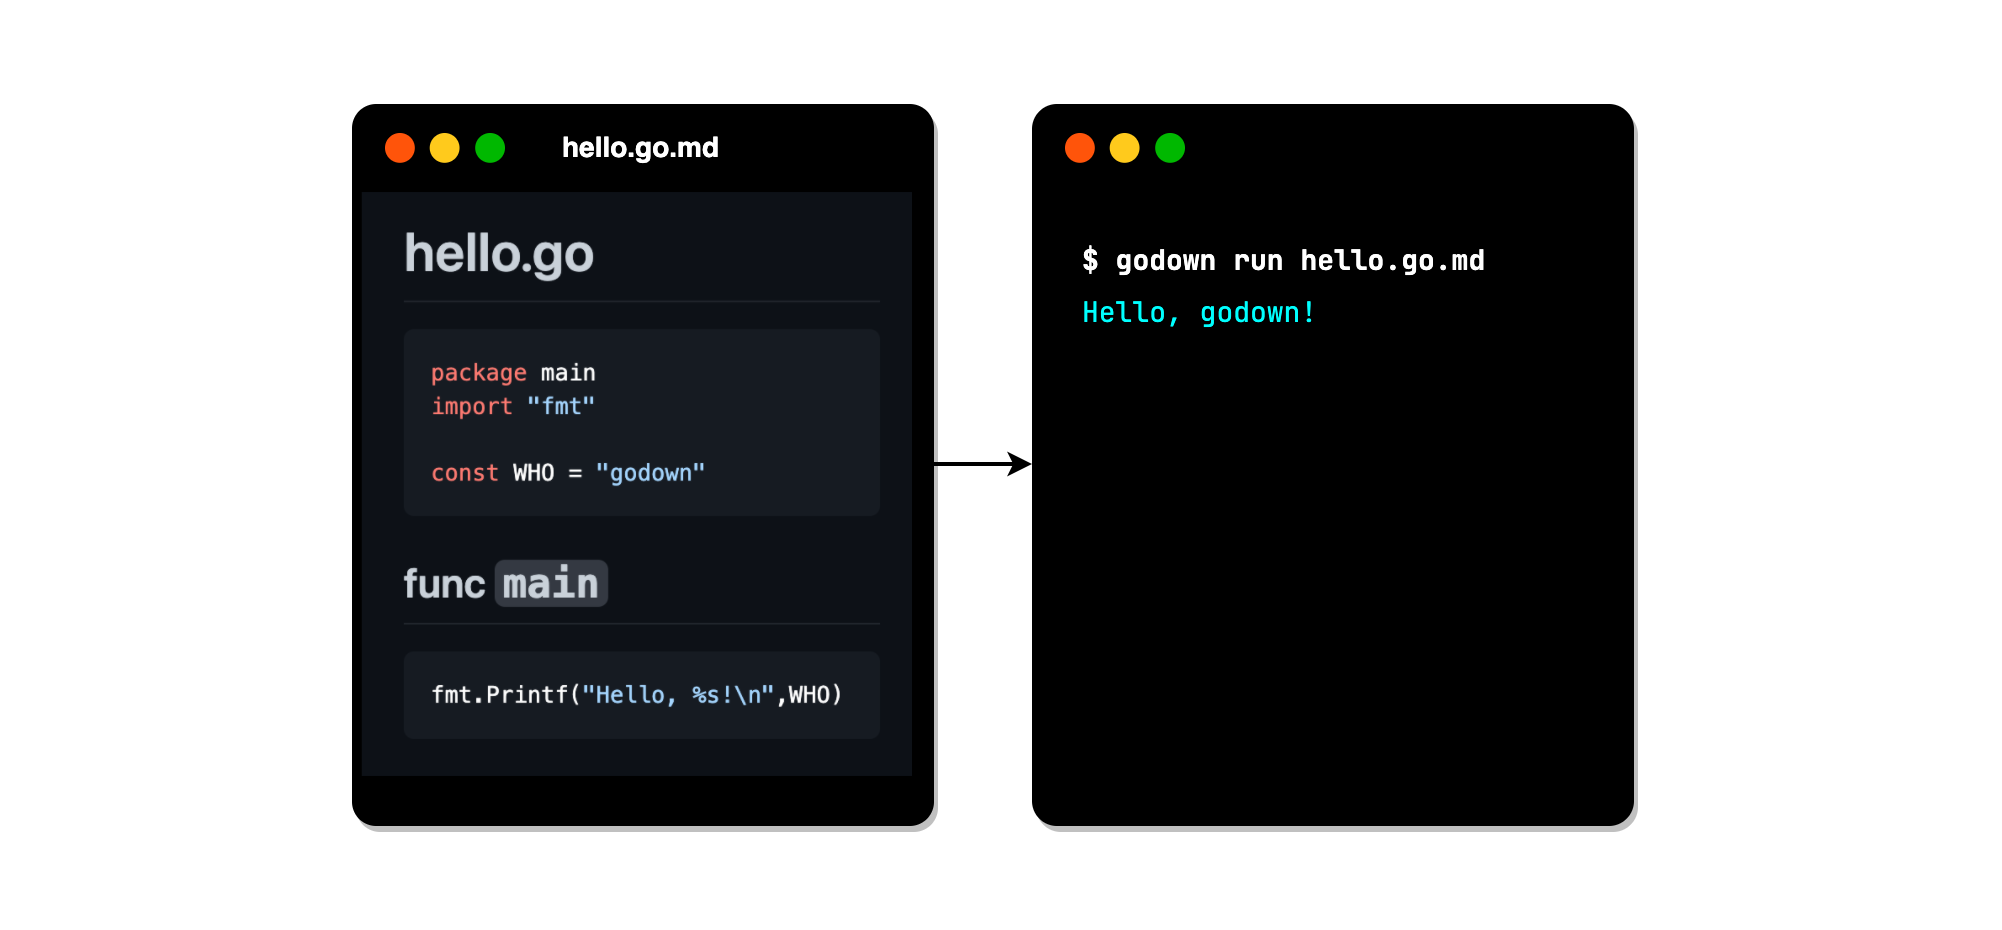 hello.go.md
hello.go
package main
import "fmt"
const WHO = "godown"
func main
fmt.Printf("Hello, %s!\n",WHO)
$ godown run hello.go.md
Hello, godown!